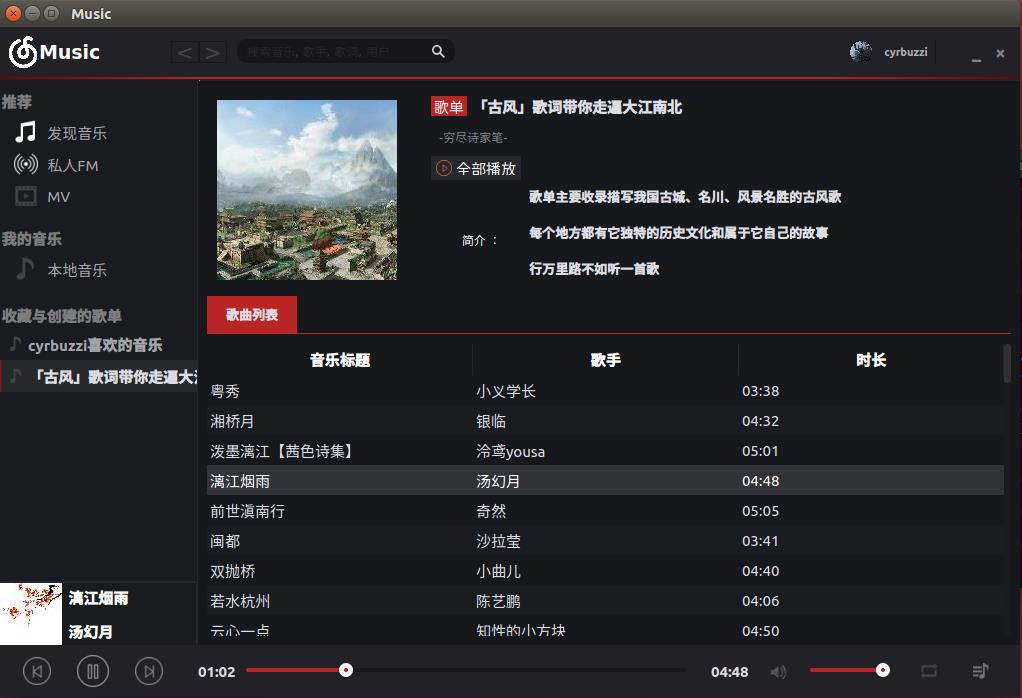 Music
Music
< >
搜索音乐, 歌手, 歌词, 用户
cyrbuzzi
推荐
发现音乐
私人FM
MV
我的音乐
本地音乐
收藏与创建的歌单
cyrbuzzi喜欢的音乐
「古风」歌词带你走遍大江
歌单 「古风」歌词带你走遍大江南北
-穷尽诗家笔-
全部播放
简介 ：
歌单主要收录描写我国古城、名川、风景名胜的古风歌
每个地方都有它独特的历史文化和属于它自己的故事
行万里路不如听一首歌
歌曲列表
音乐标题 歌手 时长
粤秀 小义学长 03:38
湘桥月 银临 04:32
泼墨漓江【茜色诗集】 泠鸢yousa 05:01
漓江烟雨 汤幻月 04:48
前世滇南行 奇然 05:05
闽都 沙拉莹 03:41
双抛桥 小曲儿 04:40
若水杭州 陈艺鹏 04:06
云心一点 知性的小方块 04:50
漓江烟雨
汤幻月
01:02 04:48